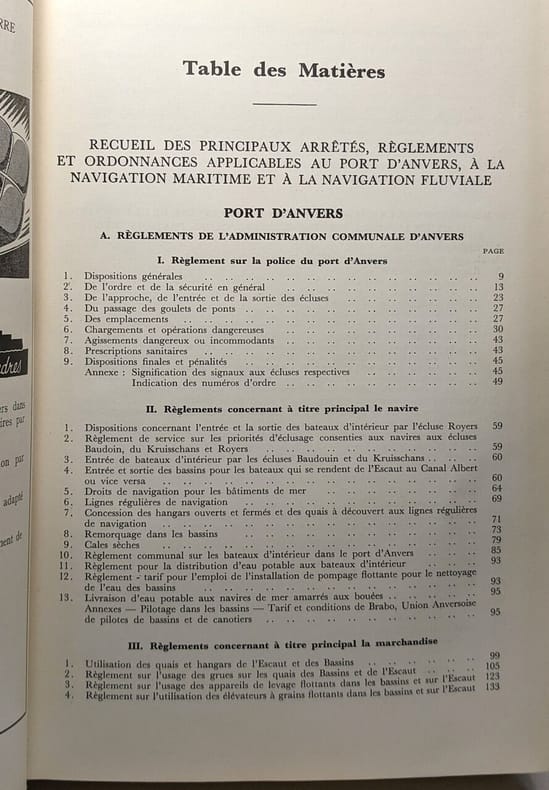 RRE
dres
ers dans
ires par
on par
adapté
ment de
Table des Matières
RECUEIL DES PRINCIPAUX ARRÊTÉS, RÈGLEMENTS
ET ORDONNANCES APPLICABLES AU PORT D'ANVERS, À LA
NAVIGATION MARITIME ET À LA NAVIGATION FLUVIALE
PORT D'ANVERS
A. RÈGLEMENTS DE L'ADMINISTRATION COMMUNALE D'ANVERS
PAGE
I. Règlement sur la police du port d'Anvers
1. Dispositions générales 9
2. De l'ordre et de la sécurité en général 13
3. De l'approche, de l'entrée et de la sortie des écluses 23
4. Du passage des goulets de ponts 27
5. Des emplacements 27
6. Chargements et opérations dangereuses 30
7. Agissements dangereux ou incommodants 43
8. Prescriptions sanitaires 43
9. Dispositions finales et pénalités 45
Annexe : Signification des signaux aux écluses respectives 45
Indication des numéros d'ordre 49
II. Règlements concernant à titre principal le navire
1. Dispositions concernant l'entrée et la sortie des bateaux d'intérieur par l'écluse Royers 59
2. Règlement de service sur les priorités d'éclusage consenties aux navires aux écluses
Baudoin, du Kruisschans et Royers 59
3. Entrée de bateaux d'intérieur par les écluses Baudouin et du Kruisschans 60
4. Entrée et sortie des bassins pour les bateaux qui se rendent de l'Escaut au Canal Albert
ou vice versa 60
5. Droits de navigation pour les bâtiments de mer 64
6. Lignes régulières de navigation 69
7. Concession des hangars ouverts et fermés et des quais à découvert aux lignes régulières
de navigation 71
8. Remorquage dans les bassins 73
9. Cales sèches 79
10. Règlement communal sur les bateaux d'intérieur dans le port d'Anvers 85
11. Règlement pour la distribution d'eau potable aux bateaux d'intérieur 93
12. Règlement - tarif pour l'emploi de l'installation de pompage flottante pour le nettoyage
de l'eau des bassins 93
13. Livraison d'eau potable aux navires de mer amarrés aux bouées 95
Annexes — Pilotage dans les bassins — Tarif et conditions de Brabo, Union Anversoise
de pilotes de bassins et de canotiers 95
III. Règlements concernant à titre principal la marchandise
1. Utilisation des quais et hangars de l'Escaut et des Bassins 99
2. Règlement sur l'usage des grues sur les quais des Bassins et de l'Escaut 105
3. Règlement sur l'usage des appareils de levage flottants dans les bassins et sur l'Escaut 123
4. Règlement sur l'utilisation des élévateurs à grains flottants dans les bassins et sur l'Escaut 133